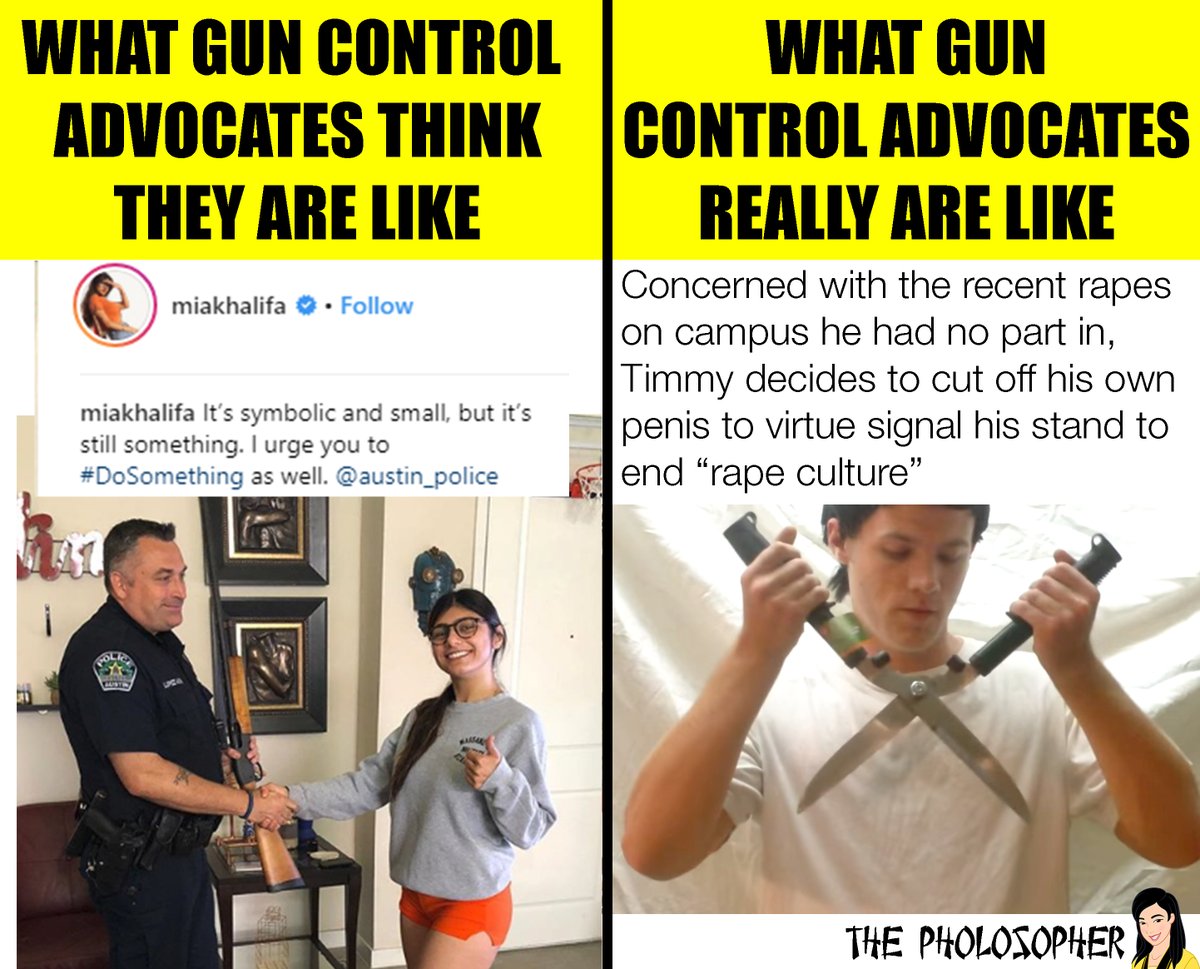 WHAT GUN CONTROL
ADVOCATES THINK
THEY ARE LIKE
miakhalifa • Follow
miakhalifa It's symbolic and small, but it's
still something. I urge you to
#DoSomething as well. @austin_police
POLICE
AUSTIN
WHAT GUN
CONTROL ADVOCATES
REALLY ARE LIKE
Concerned with the recent rapes
on campus he had no part in,
Timmy decides to cut off his own
penis to virtue signal his stand to
end “rape culture”
THE PHOLOSOPHER